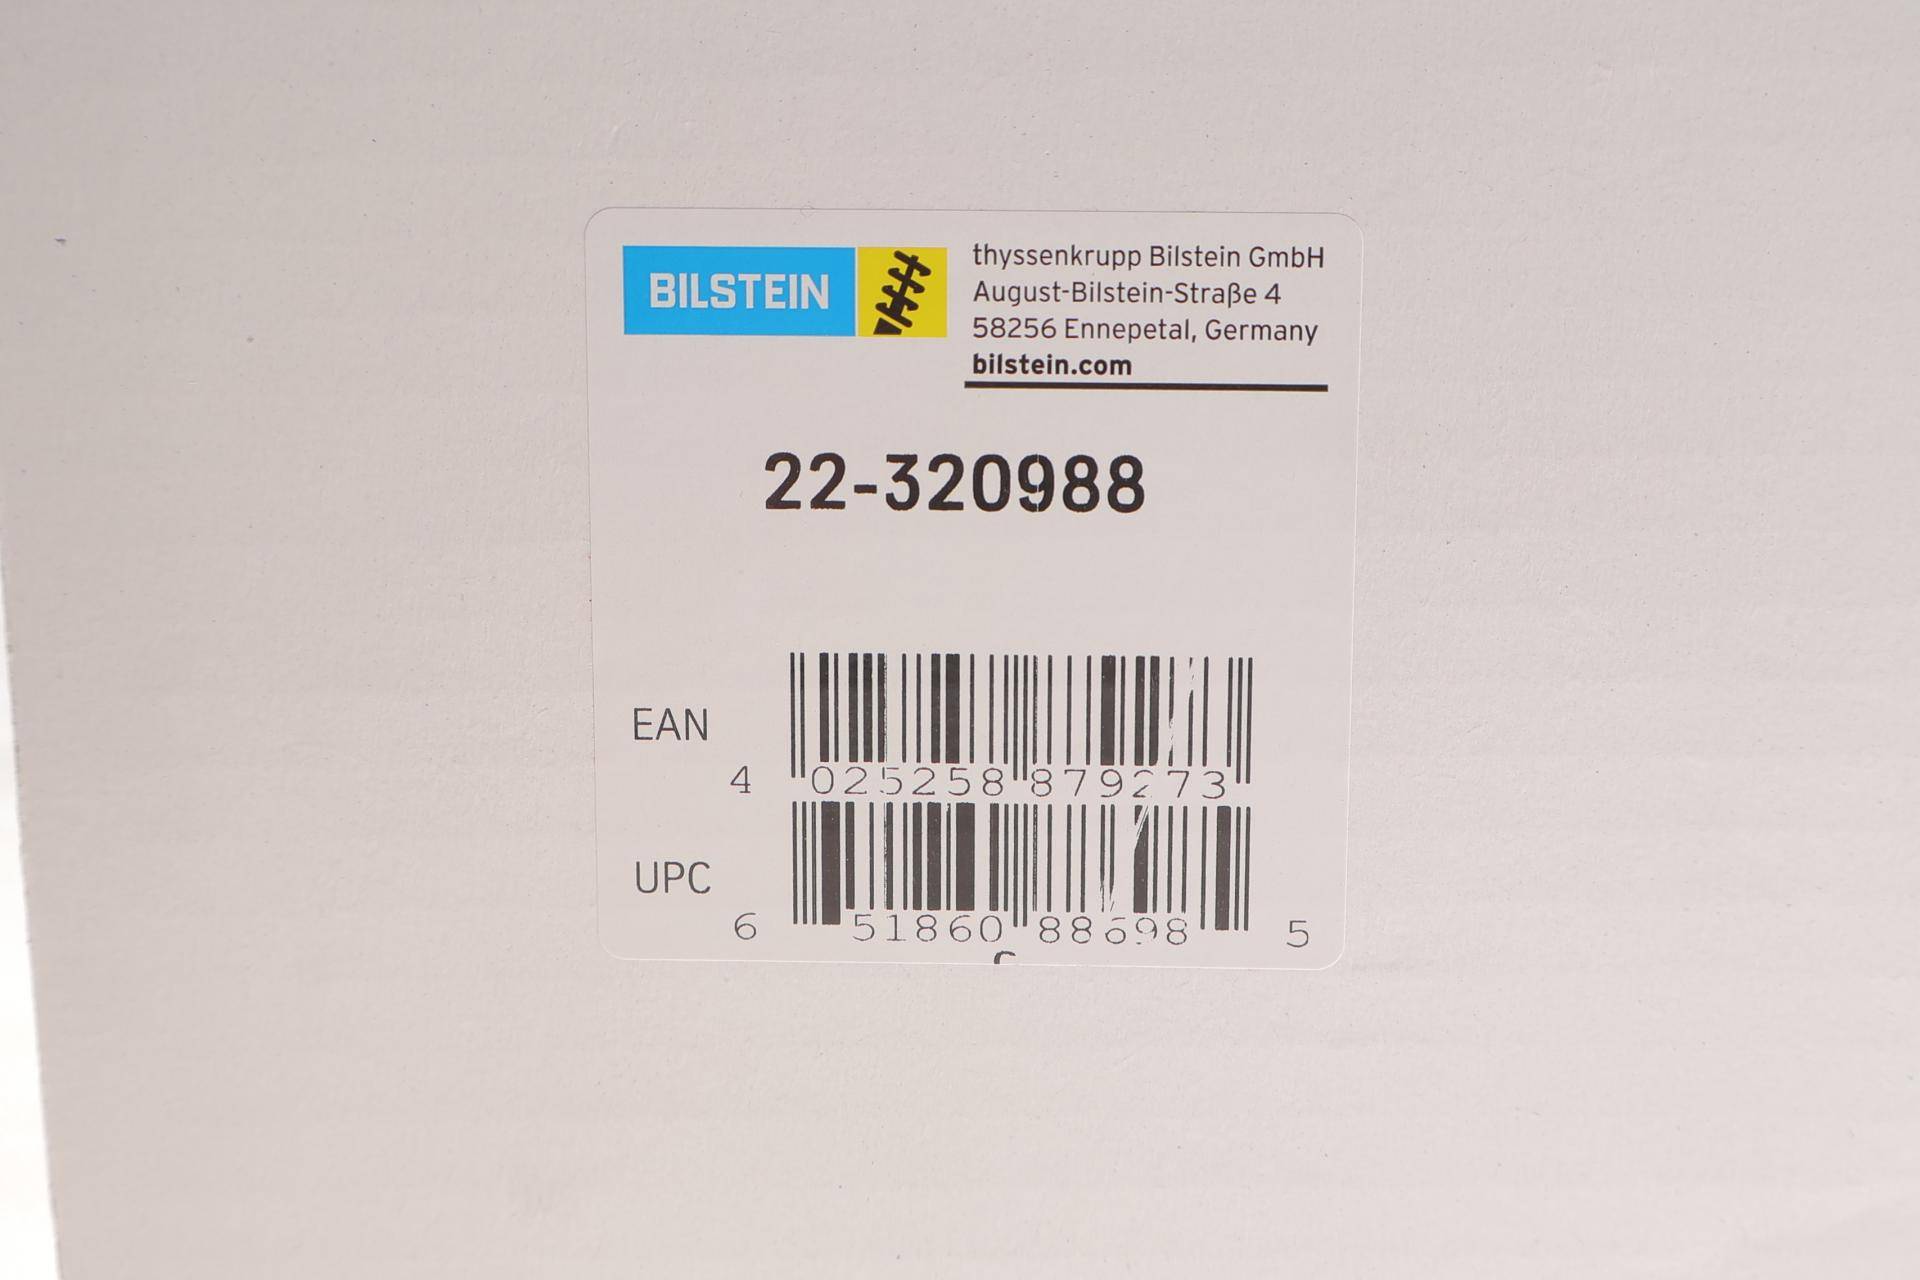 BILSTEIN
thyssenkrupp Bilstein GmbH
August-Bilstein-Straße 4
58256 Ennepetal, Germany
bilstein.com
22-320988
EAN
4 025258 879273
UPC
6 51860 88698 5